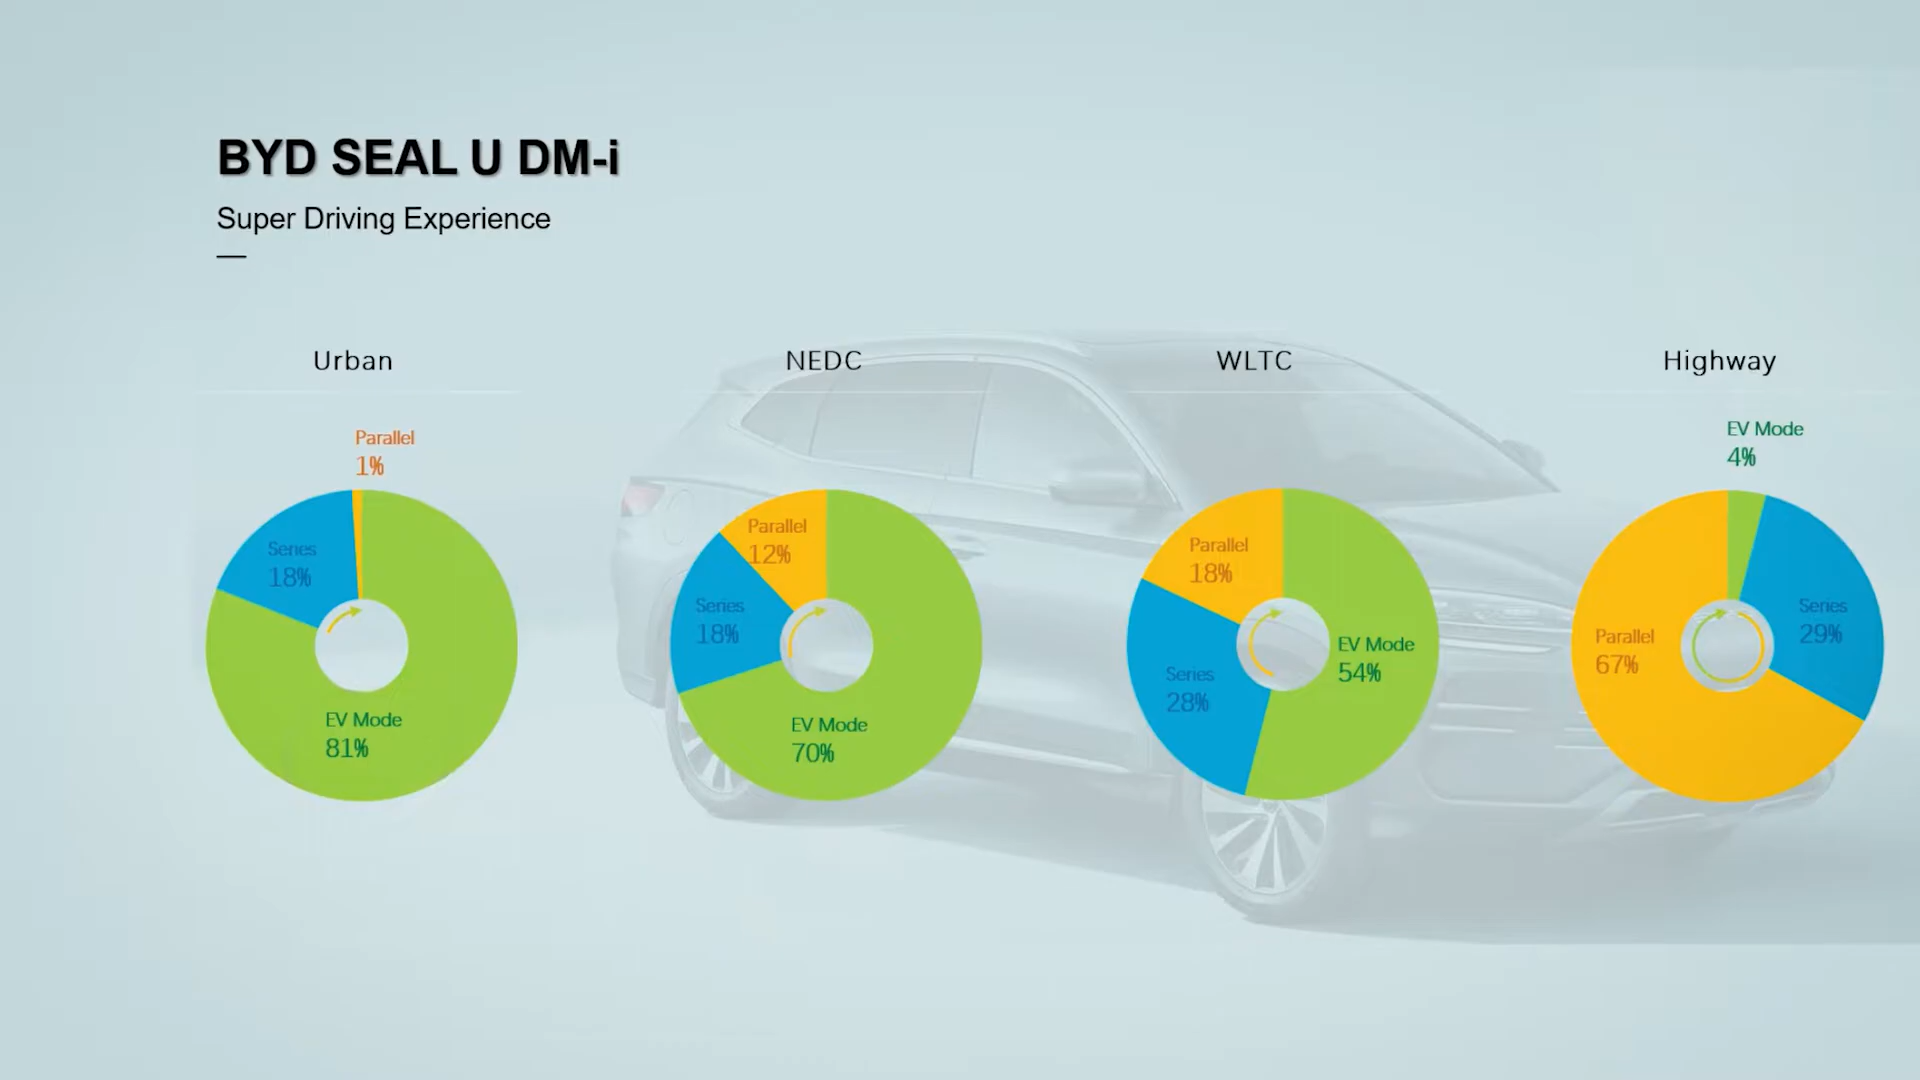 BYD SEAL U DM-i
Super Driving Experience
Urban
Parallel
1%
Series
18%
EV Mode
81%
NEDC
Parallel
12%
Series
18%
EV Mode
70%
WLTC
Parallel
18%
Series
28%
EV Mode
54%
Highway
EV Mode
4%
Series
29%
Parallel
67%